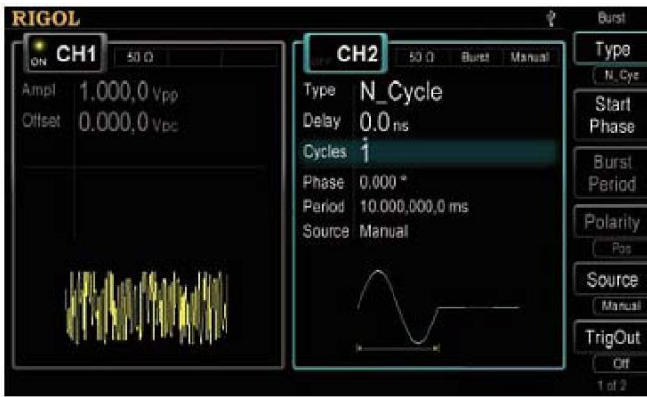 RIGOL
ON CH1 50 Ω
Ampl 1.000,0 Vpp
Offset 0.000,0 VDC
OFF CH2 50 Ω Burst Manual
Type N_Cycle
Delay 0.0 ns
Cycles 1
Phase 0.000 °
Period 10.000,000,0 ms
Source Manual
Burst
Type
N_Cyc
Start
Phase
Burst
Period
Polarity
Pos
Source
Manual
TrigOut
Off
1 of 2